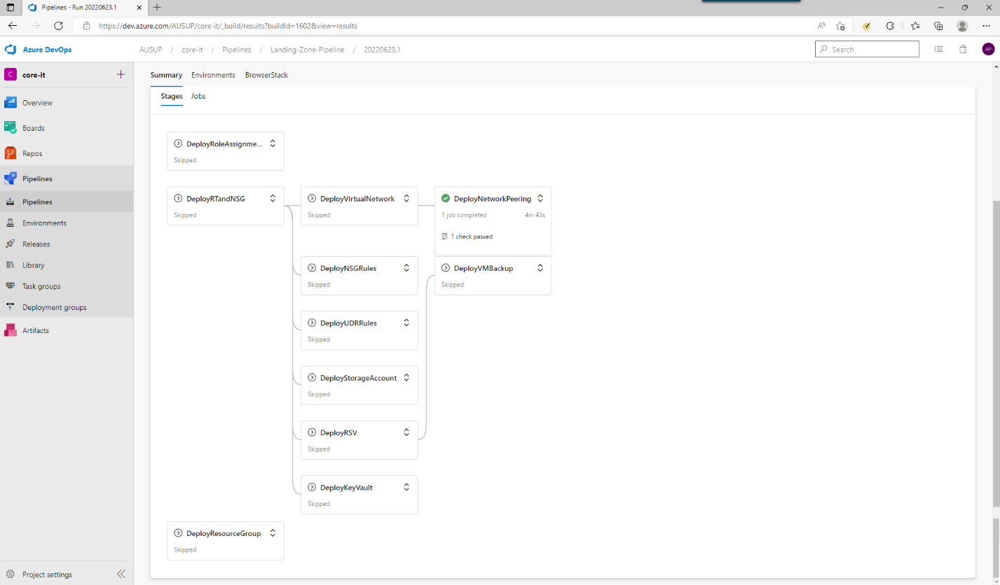 Pipelines - Run 20220623.1
https://dev.azure.com/AUSUP/core-it/_build/results?buildId=1602&view=results
Azure DevOps
AUSUP / core-it / Pipelines / Landing-Zone-Pipeline / 20220623.1
Search
AP
C core-it
Overview
Boards
Repos
Pipelines
Pipelines
Environments
Releases
Library
Task groups
Deployment groups
Artifacts
Project settings
Summary Environments BrowserStack
Stages Jobs
DeployRoleAssignme...
Skipped
DeployRTandNSG
Skipped
DeployVirtualNetwork
Skipped
DeployNetworkPeering
1 job completed 4m 43s
1 check passed
DeployNSGRules
Skipped
DeployVMBackup
Skipped
DeployUDRRules
Skipped
DeployStorageAccount
Skipped
DeployRSV
Skipped
DeployKeyVault
Skipped
DeployResourceGroup
Skipped